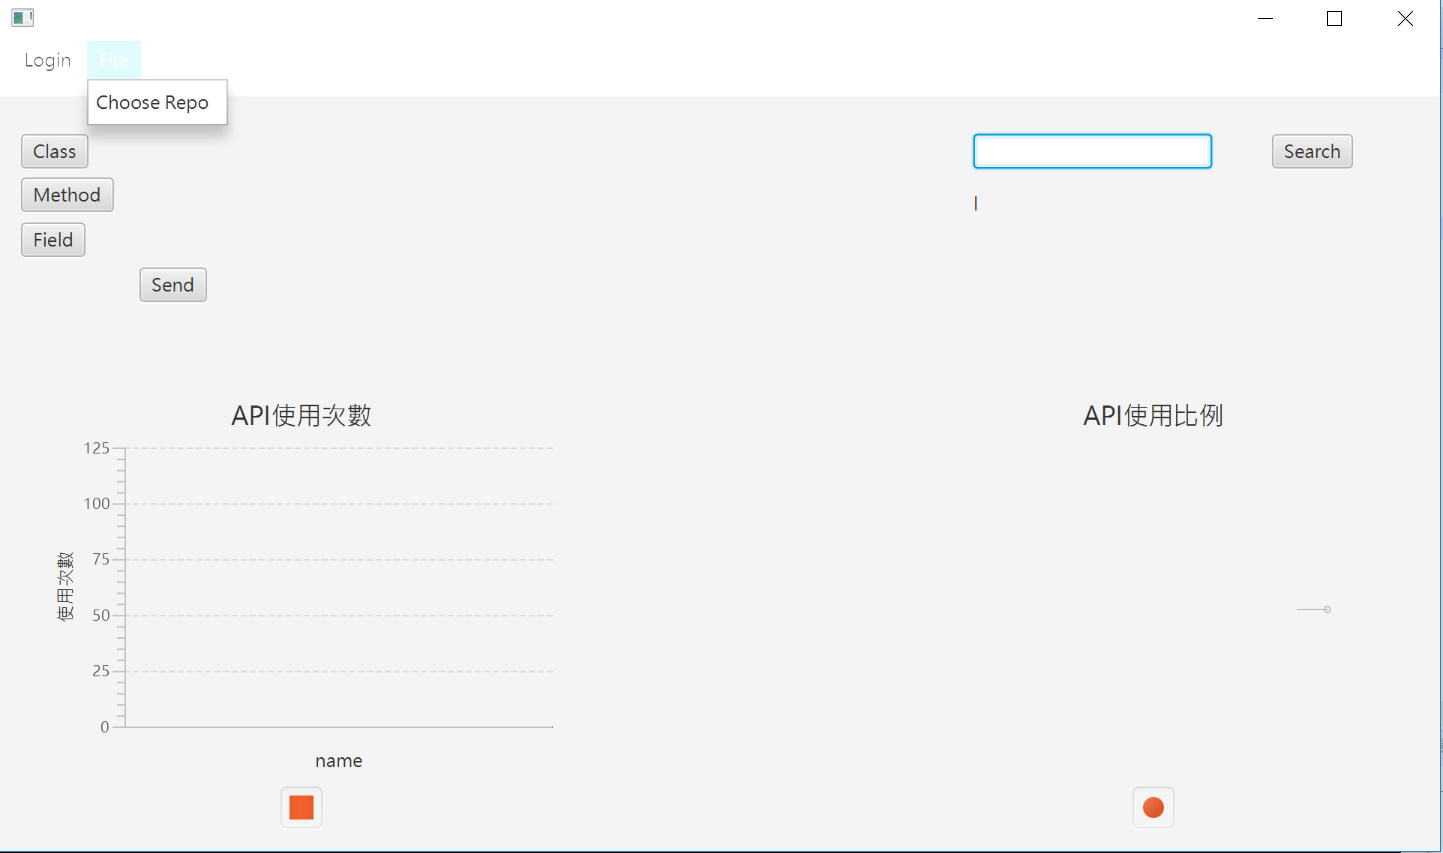 Login
File
Choose Repo
Class
Search
Method
l
Field
Send
API使用次數
125
100
75
50
25
0
使用次數
name
API使用比例